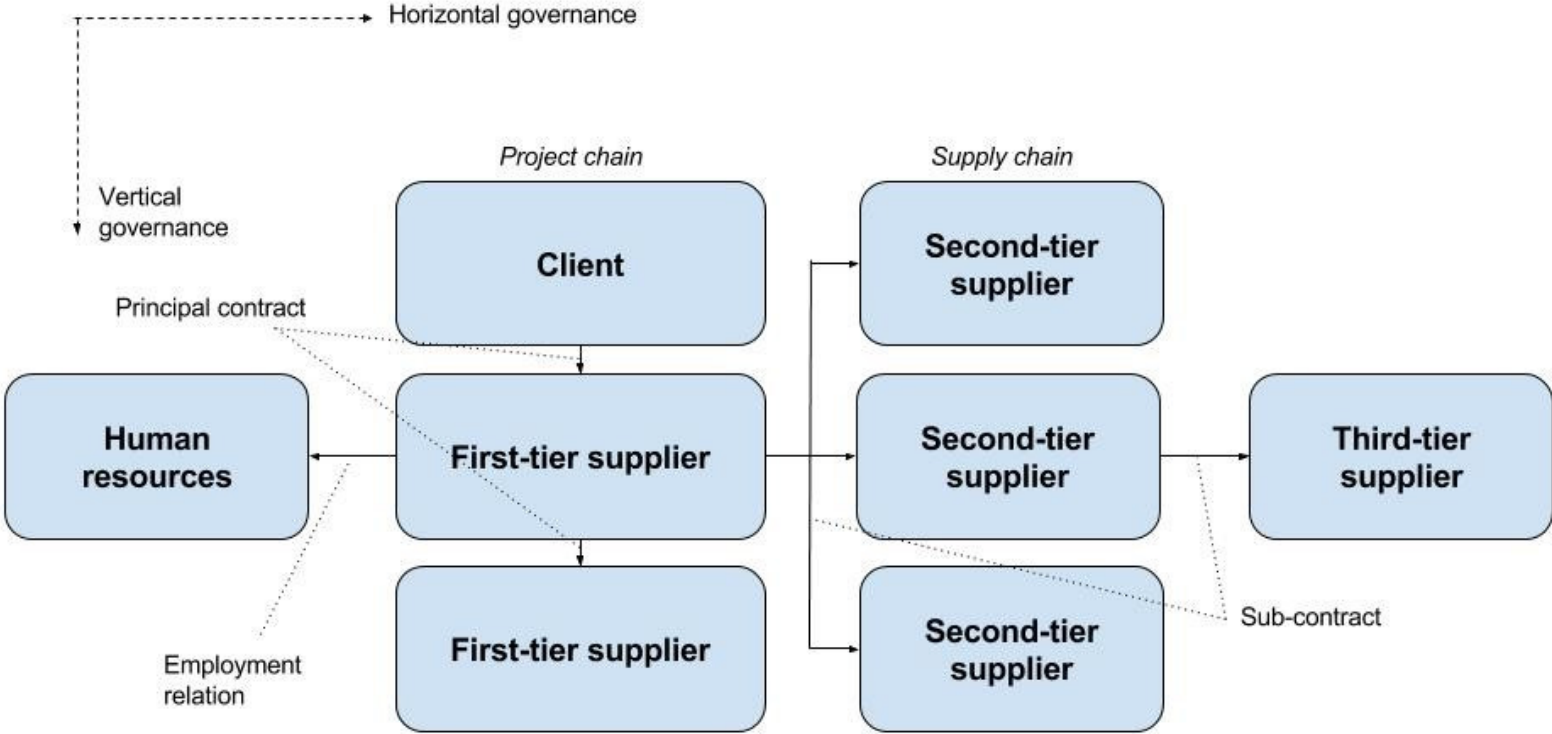 Horizontal governance
Vertical
governance
Project chain
Supply chain
Client
Second-tier
supplier
Principal contract
Human
resources
First-tier supplier
Second-tier
supplier
Third-tier
supplier
First-tier supplier
Second-tier
supplier
Sub-contract
Employment
relation